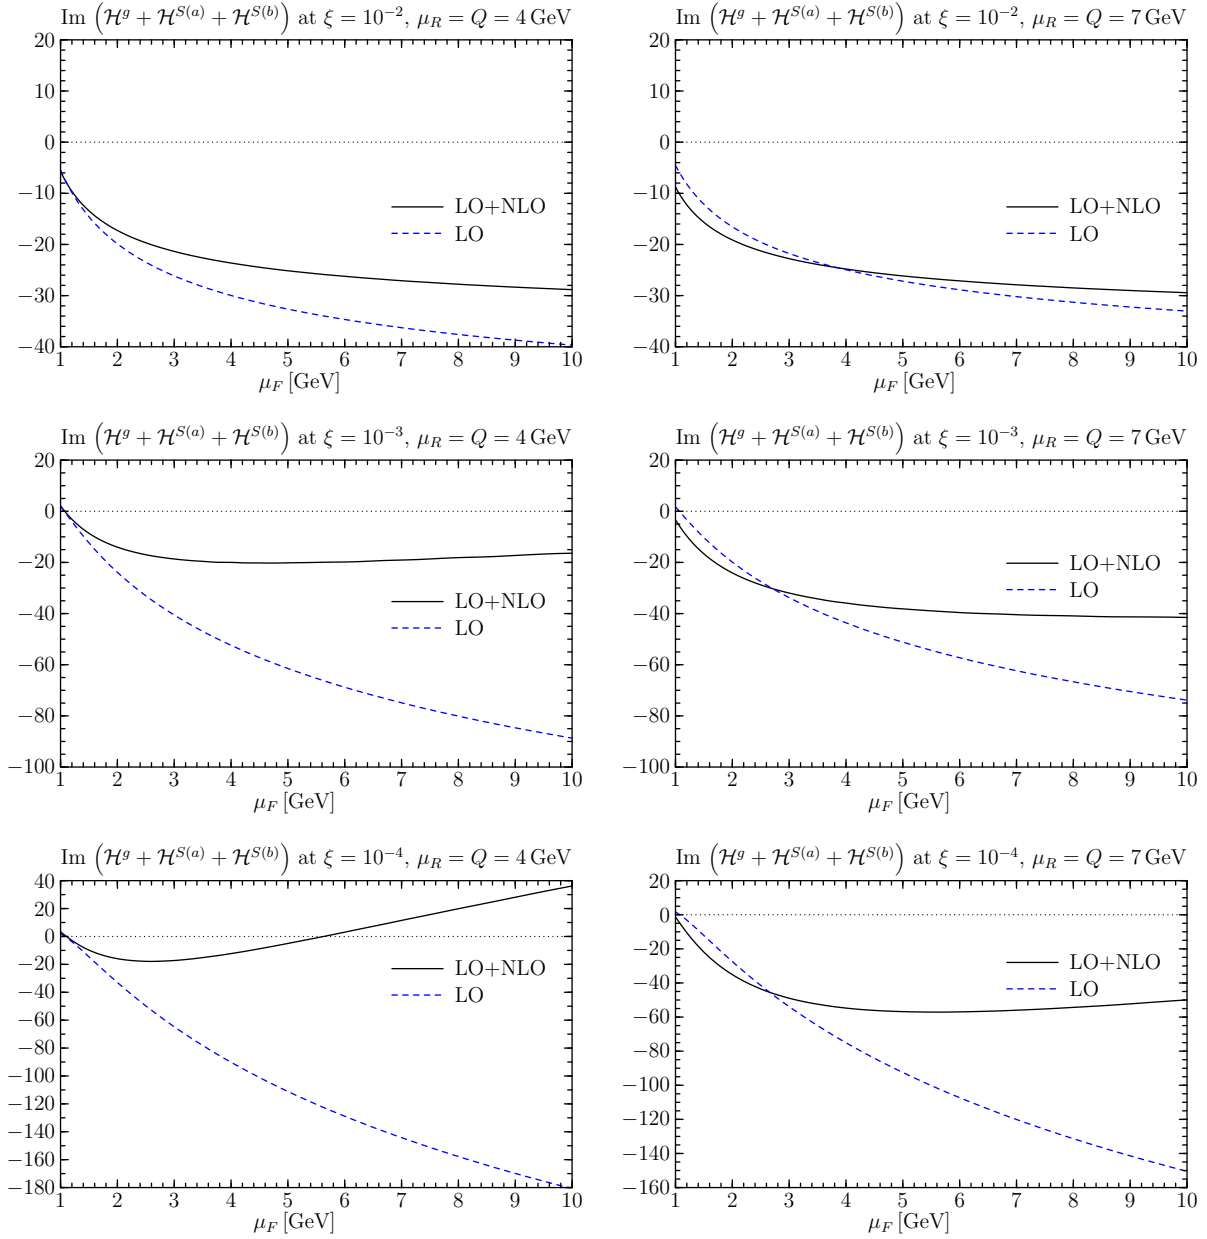 Im (ℋᵍ + ℋ^{S(a)} + ℋ^{S(b)}) at ξ = 10⁻², μ_R = Q = 4 GeV
20
10
0
−10
−20
−30
−40
LO+NLO
LO
1 2 3 4 5 6 7 8 9 10
μ_F [GeV]
Im (ℋᵍ + ℋ^{S(a)} + ℋ^{S(b)}) at ξ = 10⁻², μ_R = Q = 7 GeV
20
10
0
−10
−20
−30
−40
LO+NLO
LO
1 2 3 4 5 6 7 8 9 10
μ_F [GeV]
Im (ℋᵍ + ℋ^{S(a)} + ℋ^{S(b)}) at ξ = 10⁻³, μ_R = Q = 4 GeV
20
0
−20
−40
−60
−80
−100
LO+NLO
LO
1 2 3 4 5 6 7 8 9 10
μ_F [GeV]
Im (ℋᵍ + ℋ^{S(a)} + ℋ^{S(b)}) at ξ = 10⁻³, μ_R = Q = 7 GeV
20
0
−20
−40
−60
−80
−100
LO+NLO
LO
1 2 3 4 5 6 7 8 9 10
μ_F [GeV]
Im (ℋᵍ + ℋ^{S(a)} + ℋ^{S(b)}) at ξ = 10⁻⁴, μ_R = Q = 4 GeV
40
20
0
−20
−40
−60
−80
−100
−120
−140
−160
−180
LO+NLO
LO
1 2 3 4 5 6 7 8 9 10
μ_F [GeV]
Im (ℋᵍ + ℋ^{S(a)} + ℋ^{S(b)}) at ξ = 10⁻⁴, μ_R = Q = 7 GeV
20
0
−20
−40
−60
−80
−100
−120
−140
−160
LO+NLO
LO
1 2 3 4 5 6 7 8 9 10
μ_F [GeV]